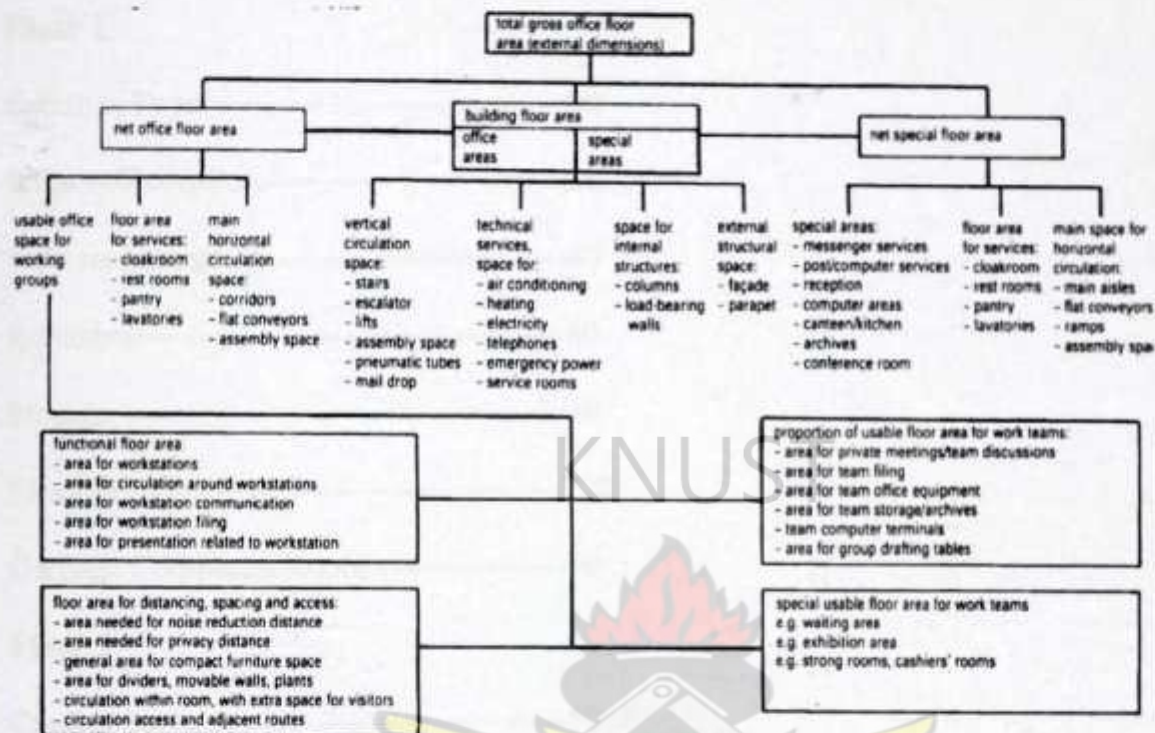 total gross office floor
area (external dimensions)
net office floor area
building floor area
office
areas
special
areas
net special floor area
usable office
space for
working
groups
floor area
for services:
- cloakroom
- rest rooms
- pantry
- lavatories
main
horizontal
circulation
space:
- corridors
- flat conveyors
- assembly space
vertical
circulation
space:
- stairs
- escalator
- lifts
- assembly space
- pneumatic tubes
- mail drop
technical
services,
space for:
- air conditioning
- heating
- electricity
- telephones
- emergency power
- service rooms
space for
internal
structures:
- columns
- load-bearing
walls
external
structural
space:
- façade
- parapet
special areas:
- messenger services
- post/computer services
- reception
- computer areas
- canteen/kitchen
- archives
- conference room
floor area
for services:
- cloakroom
- rest rooms
- pantry
- lavatories
main space for
horizontal
circulation:
- main aisles
- flat conveyors
- ramps
- assembly spa
functional floor area
- area for workstations
- area for circulation around workstations
- area for workstation communication
- area for workstation filing
- area for presentation related to workstation
KNUST
proportion of usable floor area for work teams:
- area for private meetings/team discussions
- area for team filing
- area for team office equipment
- area for team storage/archives
- team computer terminals
- area for group drafting tables
floor area for distancing, spacing and access:
- area needed for noise reduction distance
- area needed for privacy distance
- general area for compact furniture space
- area for dividers, movable walls, plants
- circulation within room, with extra space for visitors
- circulation access and adjacent routes
special usable floor area for work teams
e.g. waiting area
e.g. exhibition area
e.g. strong rooms, cashiers' rooms